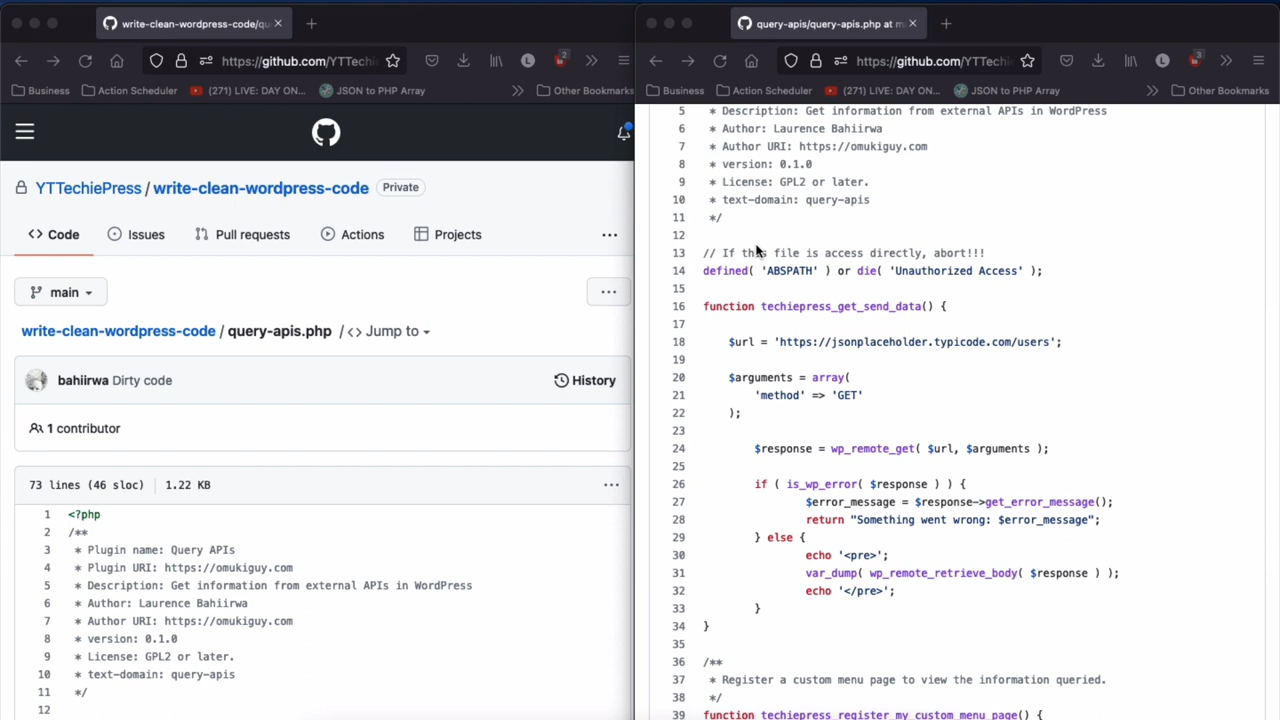 write-clean-wordpress-code/qu
https://github.com/YTTechi
2
Business
Action Scheduler
(271) LIVE: DAY ON...
JSON to PHP Array
Other Bookmarks
YTTechiePress / write-clean-wordpress-code Private
Code
Issues
Pull requests
Actions
Projects
main
write-clean-wordpress-code / query-apis.php / <> Jump to
bahiirwa Dirty code
History
1 contributor
73 lines (46 sloc) 1.22 KB
1 <?php
2 /**
3 * Plugin name: Query APIs
4 * Plugin URI: https://omukiguy.com
5 * Description: Get information from external APIs in WordPress
6 * Author: Laurence Bahiirwa
7 * Author URI: https://omukiguy.com
8 * version: 0.1.0
9 * License: GPL2 or later.
10 * text-domain: query-apis
11 */
12
query-apis/query-apis.php at m
https://github.com/YTTechi
3
Business
Action Scheduler
(271) LIVE: DAY ON...
JSON to PHP Array
Other Bookmarks
5 * Description: Get information from external APIs in WordPress
6 * Author: Laurence Bahiirwa
7 * Author URI: https://omukiguy.com
8 * version: 0.1.0
9 * License: GPL2 or later.
10 * text-domain: query-apis
11 */
12
13 // If this file is access directly, abort!!!
14 defined( 'ABSPATH' ) or die( 'Unauthorized Access' );
15
16 function techiepress_get_send_data() {
17
18 $url = 'https://jsonplaceholder.typicode.com/users';
19
20 $arguments = array(
21 'method' => 'GET'
22 );
23
24 $response = wp_remote_get( $url, $arguments );
25
26 if ( is_wp_error( $response ) ) {
27 $error_message = $response->get_error_message();
28 return "Something went wrong: $error_message";
29 } else {
30 echo '<pre>';
31 var_dump( wp_remote_retrieve_body( $response ) );
32 echo '</pre>';
33 }
34 }
35
36 /**
37 * Register a custom menu page to view the information queried.
38 */
39 function techiepress_register_my_custom_menu_page() {